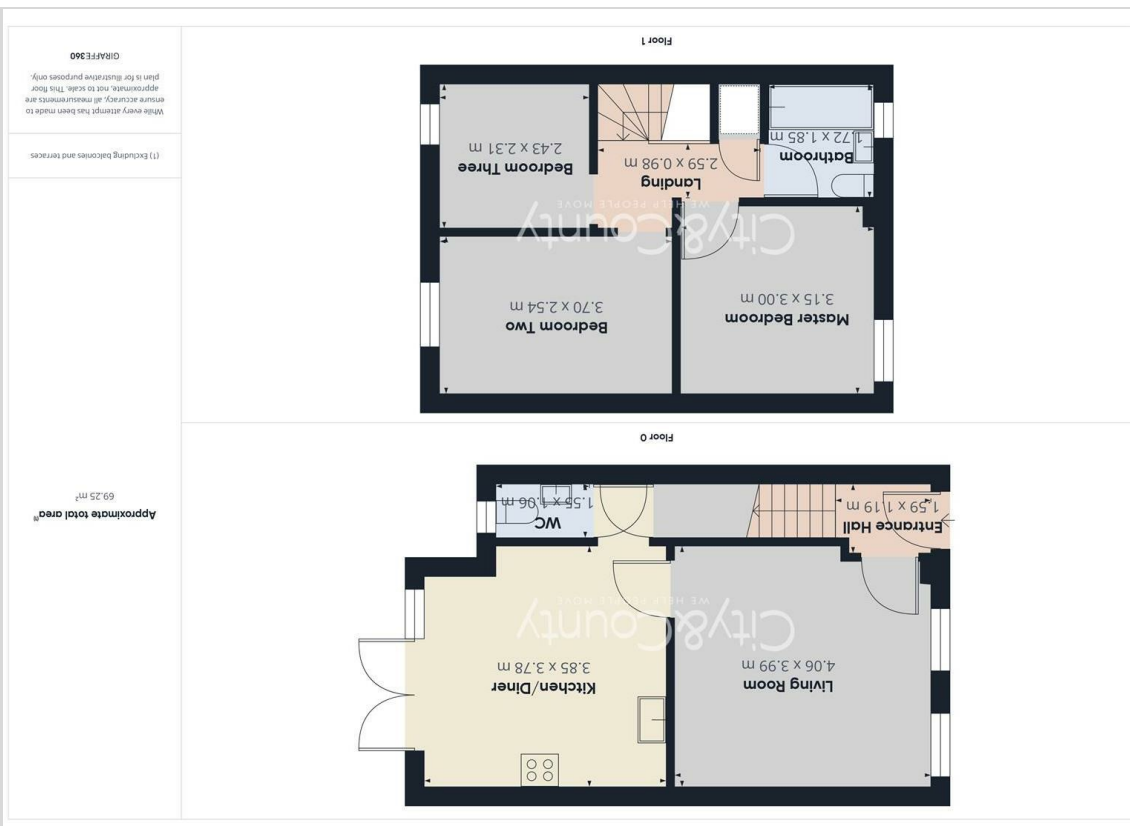 Living Room
4.06 x 3.99 m
Kitchen/Diner
3.85 x 3.78 m
City&County
WE HELP PEOPLE MOVE
Entrance Hall
1.59 x 1.19 m
WC
1.55 x 1.06 m
Floor 0
Master Bedroom
3.15 x 3.00 m
Bedroom Two
3.70 x 2.54 m
City&County
WE HELP PEOPLE MOVE
Landing
2.59 x 0.98 m
Bathroom
1.72 x 1.85 m
Bedroom Three
2.43 x 2.31 m
Floor 1
Approximate total area⁽¹⁾
69.25 m²
(1) Excluding balconies and terraces
While every attempt has been made to
ensure accuracy, all measurements are
approximate, not to scale. This floor
plan is for illustrative purposes only.
GIRAFFE360